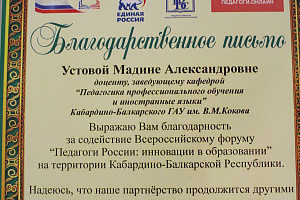 ЕДИНАЯ
РОССИЯ
ПЕДАГОГИ.ОНЛАЙН
Благодарственное письмо
Устовой Мадине Александровне
доценту, заведующему кафедрой
"Педагогика профессионального обучения
и иностранные языки"
Кабардино-Балкарского ГАУ им. В.М.Кокова
Выражаю Вам благодарность
за содействие Всероссийскому форуму
"Педагоги России: инновации в образовании"
на территории Кабардино-Балкарской Республики.
Надеюсь, что наше партнёрство продолжится другими